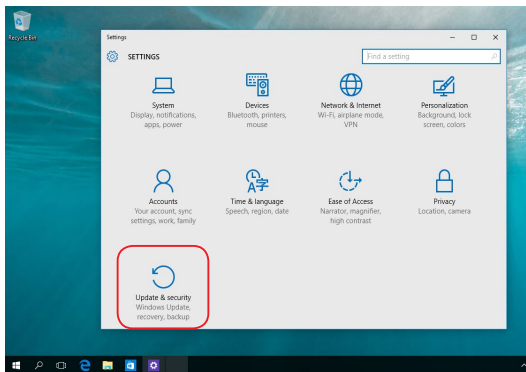 Recycle Bin
Settings
SETTINGS
Find a setting
System
Display, notifications,
apps, power
Devices
Bluetooth, printers,
mouse
Network & Internet
Wi-Fi, airplane mode,
VPN
Personalization
Background, lock
screen, colors
Accounts
Your account, sync
settings, work, family
Time & language
Speech, region, date
Ease of Access
Narrator, magnifier,
high contrast
Privacy
Location, camera
Update & security
Windows Update,
recovery, backup